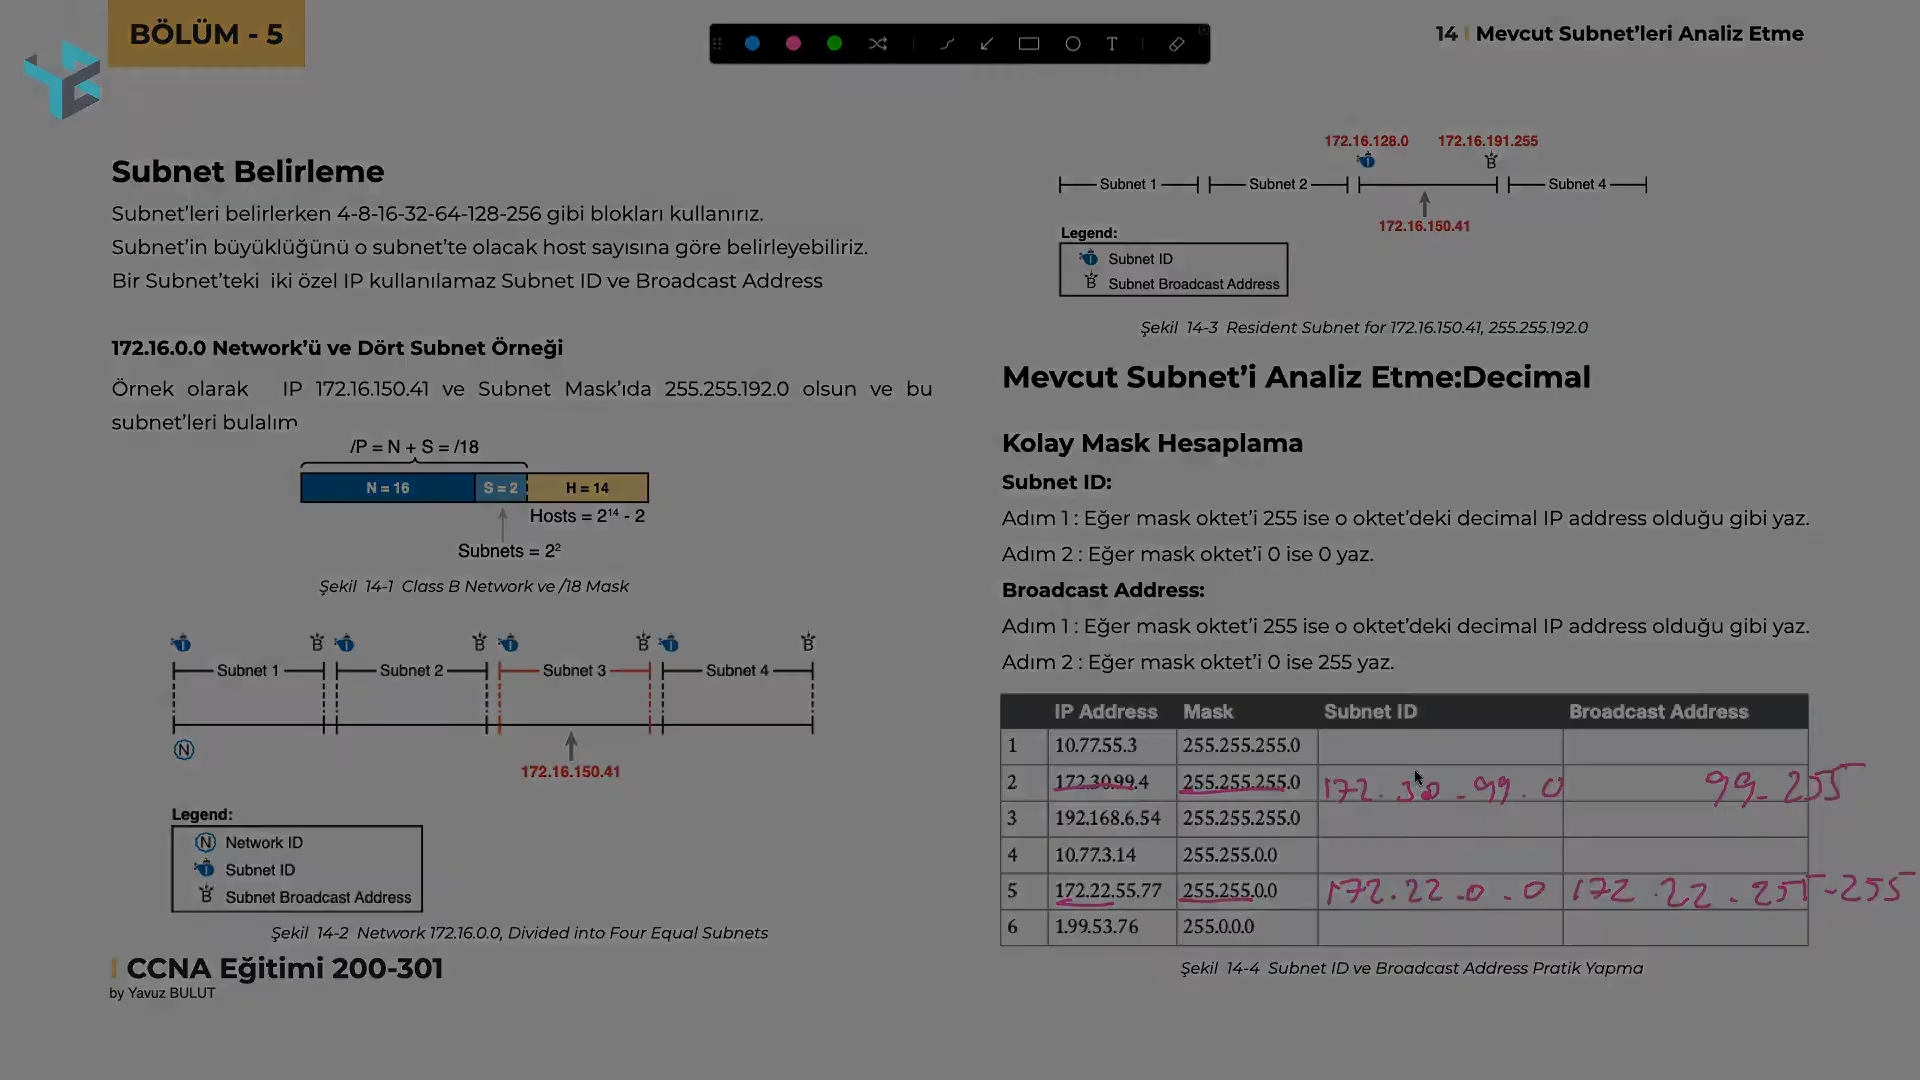 BÖLÜM - 5
14 | Mevcut Subnet'leri Analiz Etme
T
Subnet Belirleme
Subnet'leri belirlerken 4-8-16-32-64-128-256 gibi blokları kullanırız.
Subnet'in büyüklüğünü o subnet'te olacak host sayısına göre belirleyebiliriz.
Bir Subnet'teki iki özel IP kullanılamaz Subnet ID ve Broadcast Address
172.16.0.0 Network'ü ve Dört Subnet Örneği
Örnek olarak IP 172.16.150.41 ve Subnet Mask'ıda 255.255.192.0 olsun ve bu
subnet'leri bulalım
/P = N + S = /18
N = 16 S = 2 H = 14
Hosts = 2¹⁴ - 2
Subnets = 2²
Şekil 14-1 Class B Network ve /18 Mask
I B I B I B I B
Subnet 1 Subnet 2 Subnet 3 Subnet 4
N
172.16.150.41
Legend:
N Network ID
I Subnet ID
B Subnet Broadcast Address
Şekil 14-2 Network 172.16.0.0, Divided into Four Equal Subnets
CCNA Eğitimi 200-301
by Yavuz BULUT
172.16.128.0 172.16.191.255
I B
Subnet 1 Subnet 2 Subnet 4
172.16.150.41
Legend:
I Subnet ID
B Subnet Broadcast Address
Şekil 14-3 Resident Subnet for 172.16.150.41, 255.255.192.0
Mevcut Subnet'i Analiz Etme:Decimal
Kolay Mask Hesaplama
Subnet ID:
Adım 1 : Eğer mask oktet'i 255 ise o oktet'deki decimal IP address olduğu gibi yaz.
Adım 2 : Eğer mask oktet'i 0 ise 0 yaz.
Broadcast Address:
Adım 1 : Eğer mask oktet'i 255 ise o oktet'deki decimal IP address olduğu gibi yaz.
Adım 2 : Eğer mask oktet'i 0 ise 255 yaz.
IP Address Mask Subnet ID Broadcast Address
1 10.77.55.3 255.255.255.0
2 172.30.99.4 255.255.255.0 172.30.99.0 99.255
3 192.168.6.54 255.255.255.0
4 10.77.3.14 255.255.0.0
5 172.22.55.77 255.255.0.0 172.22.0.0 172.22.255.255
6 1.99.53.76 255.0.0.0
Şekil 14-4 Subnet ID ve Broadcast Address Pratik Yapma